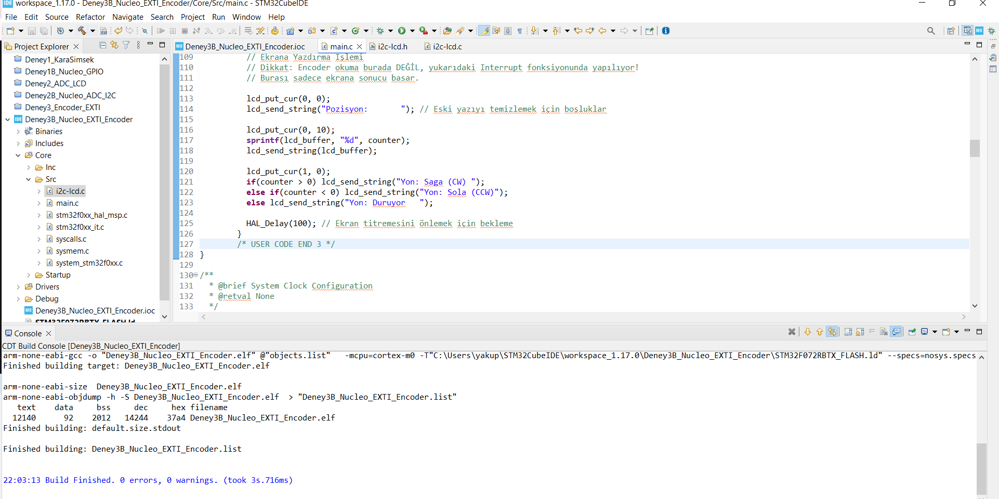 workspace_1.17.0 - Deney3B_Nucleo_EXTI_Encoder/Core/Src/main.c - STM32CubeIDE
File Edit Source Refactor Navigate Search Project Run Window Help
Project Explorer
Deney1_KaraSimsek
Deney1B_Nucleo_GPIO
Deney2_ADC_LCD
Deney2B_Nucleo_ADC_I2C
Deney3_Encoder_EXTI
Deney3B_Nucleo_EXTI_Encoder
Binaries
Includes
Core
Inc
Src
i2c-lcd.c
main.c
stm32f0xx_hal_msp.c
stm32f0xx_it.c
syscalls.c
sysmem.c
system_stm32f0xx.c
Startup
Drivers
Debug
Deney3B_Nucleo_EXTI_Encoder.ioc
STM32F072RBTX_FLASH.ld
Deney3B_Nucleo_EXTI_Encoder.ioc main.c i2c-lcd.h i2c-lcd.c
109 // Ekrana Yazdırma İşlemi
110 // Dikkat: Encoder okuma burada DEĞİL, yukarıdaki Interrupt fonksiyonunda yapılıyor!
111 // Burası sadece ekrana sonucu basar.
112
113 lcd_put_cur(0, 0);
114 lcd_send_string("Pozisyon:       "); // Eski yazıyı temizlemek için boşluklar
115
116 lcd_put_cur(0, 10);
117 sprintf(lcd_buffer, "%d", counter);
118 lcd_send_string(lcd_buffer);
119
120 lcd_put_cur(1, 0);
121 if(counter > 0) lcd_send_string("Yon: Saga (CW) ");
122 else if(counter < 0) lcd_send_string("Yon: Sola (CCW)");
123 else lcd_send_string("Yon: Duruyor   ");
124
125 HAL_Delay(100); // Ekran titremesini önlemek için bekleme
126 }
127 /* USER CODE END 3 */
128 }
129
130 /**
131 * @brief System Clock Configuration
132 * @retval None
133 */
Console
CDT Build Console [Deney3B_Nucleo_EXTI_Encoder]
arm-none-eabi-gcc -o "Deney3B_Nucleo_EXTI_Encoder.elf" @"objects.list"   -mcpu=cortex-m0 -T"C:\Users\yakup\STM32CubeIDE\workspace_1.17.0\Deney3B_Nucleo_EXTI_Encoder\STM32F072RBTX_FLASH.ld" --specs=nosys.specs
Finished building target: Deney3B_Nucleo_EXTI_Encoder.elf
arm-none-eabi-size  Deney3B_Nucleo_EXTI_Encoder.elf
arm-none-eabi-objdump -h -S Deney3B_Nucleo_EXTI_Encoder.elf  > "Deney3B_Nucleo_EXTI_Encoder.list"
text data bss dec hex filename
12140 92 2012 14244 37a4 Deney3B_Nucleo_EXTI_Encoder.elf
Finished building: default.size.stdout
Finished building: Deney3B_Nucleo_EXTI_Encoder.list
22:03:13 Build Finished. 0 errors, 0 warnings. (took 3s.716ms)